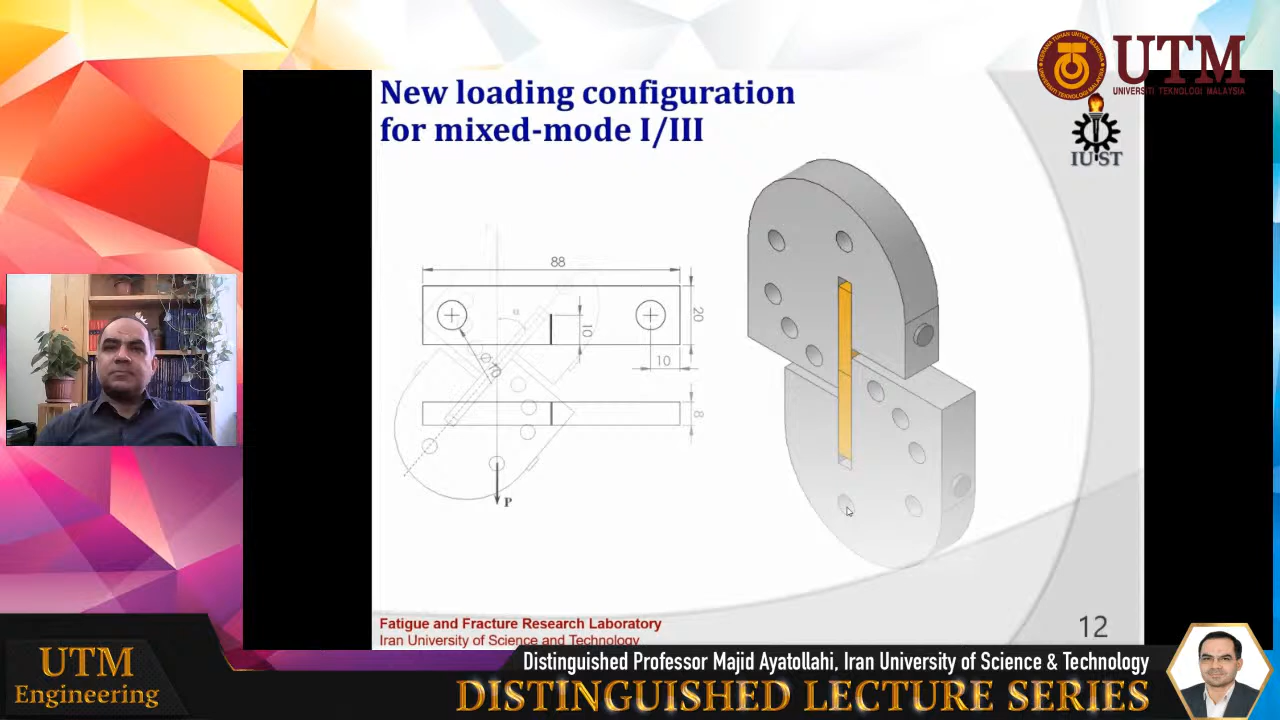 New loading configuration
for mixed-mode I/III
UTM
UNIVERSITI TEKNOLOGI MALAYSIA
IUST
88
20
10
10
α
8
P
Fatigue and Fracture Research Laboratory
Iran University of Science and Technology
12
UTM
Engineering
Distinguished Professor Majid Ayatollahi, Iran University of Science & Technology
DISTINGUISHED LECTURE SERIES